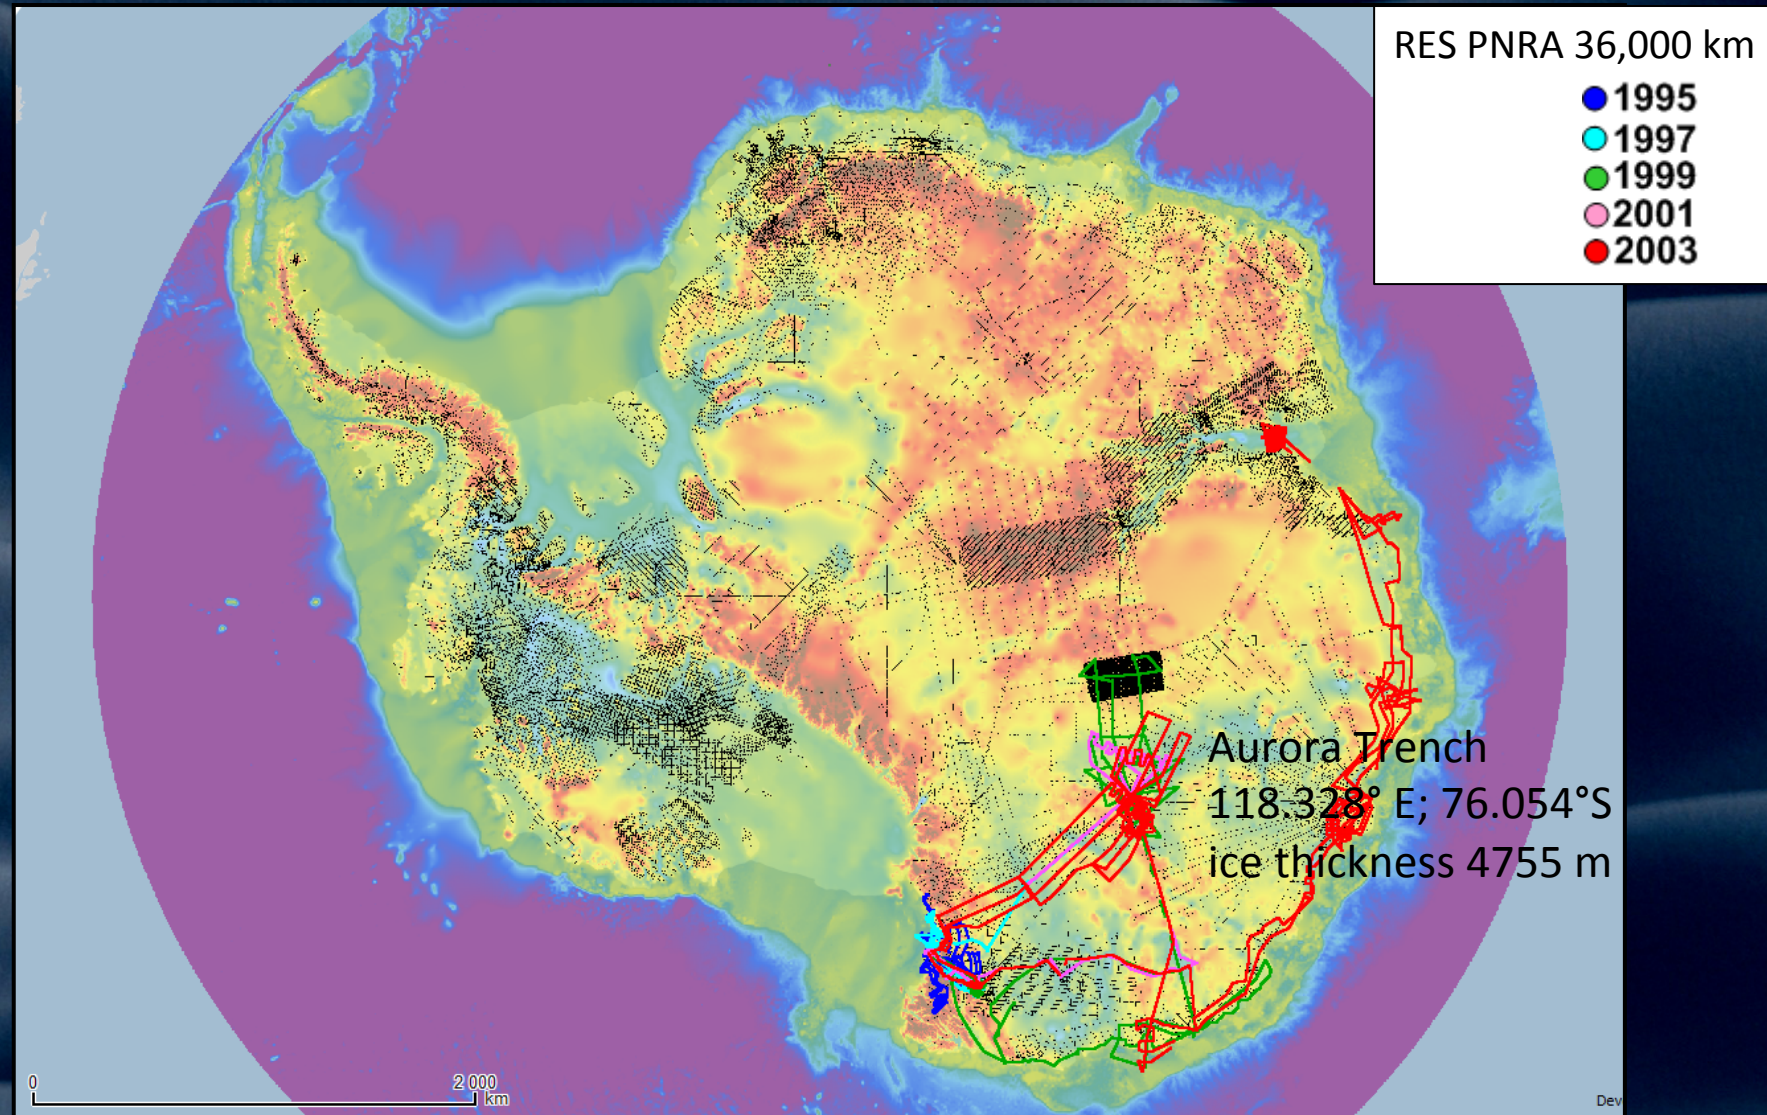 RES PNRA 36,000 km
1995
1997
1999
2001
2003
Aurora Trench
118.328° E; 76.054°S
ice thickness 4755 m
0
2 000
km
Dev